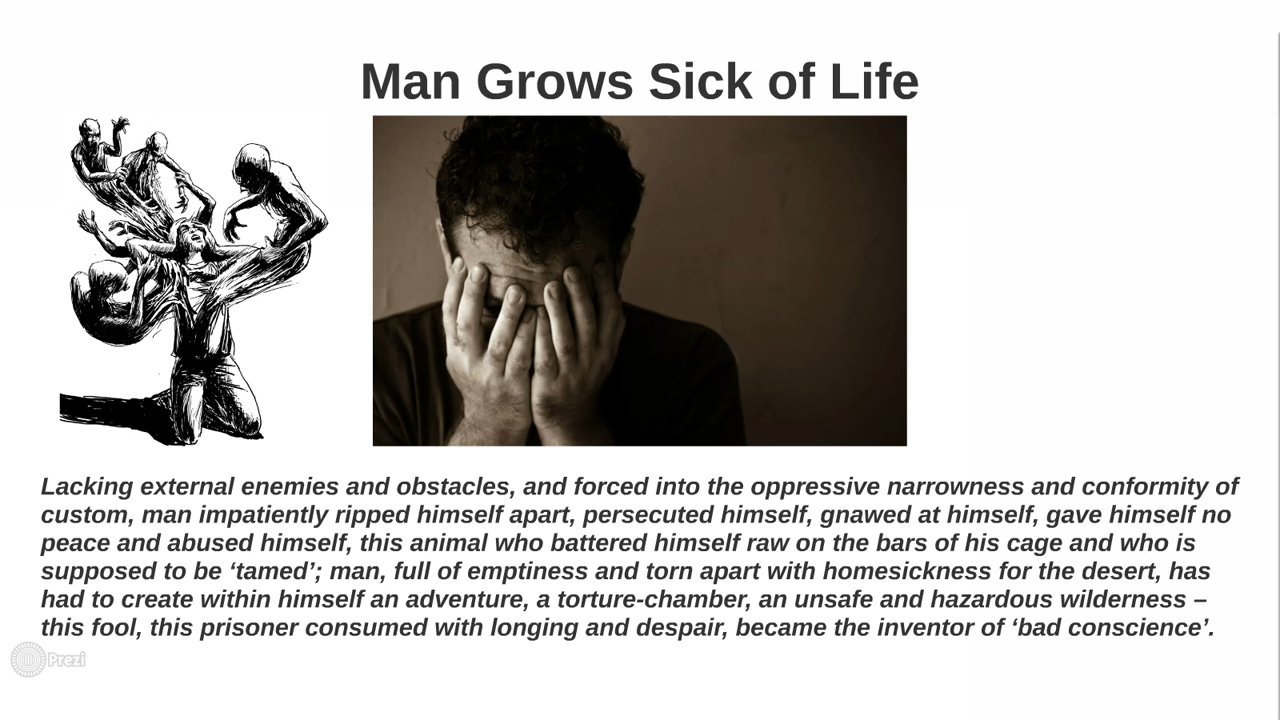 Man Grows Sick of Life
Lacking external enemies and obstacles, and forced into the oppressive narrowness and conformity of
custom, man impatiently ripped himself apart, persecuted himself, gnawed at himself, gave himself no
peace and abused himself, this animal who battered himself raw on the bars of his cage and who is
supposed to be ‘tamed’; man, full of emptiness and torn apart with homesickness for the desert, has
had to create within himself an adventure, a torture-chamber, an unsafe and hazardous wilderness –
this fool, this prisoner consumed with longing and despair, became the inventor of ‘bad conscience’.
Prezi